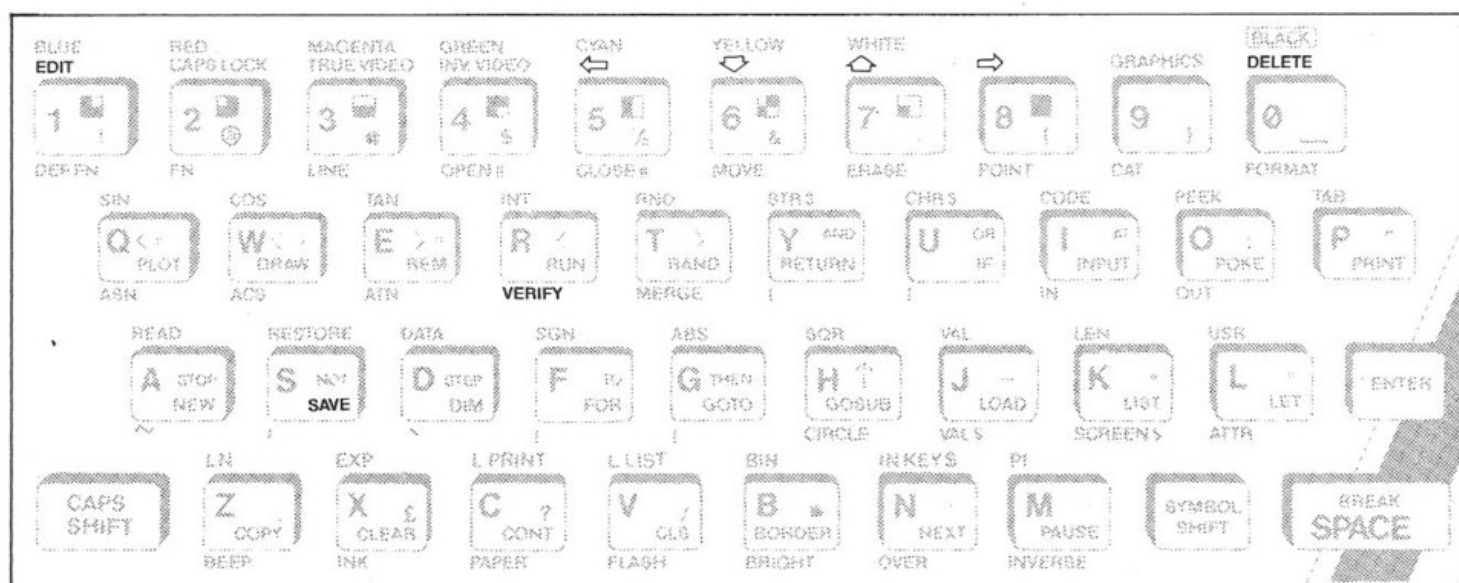 BLUE RED MAGENTA GREEN CYAN YELLOW WHITE BLACK
EDIT CAPS LOCK TRUE VIDEO INV. VIDEO GRAPHICS DELETE
1 2 3 4 5 6 7 8 9 0
! @ # $ % & ( ) _
DEF FN FN LINE OPEN # CLOSE # MOVE ERASE POINT CAT FORMAT
SIN COS TAN INT RND STR $ CHR $ CODE PEEK TAB
Q W E R < T > Y AND U OR I AT O ; P "
PLOT DRAW REM RUN RAND RETURN IF INPUT POKE PRINT
ASN ACS ATN VERIFY MERGE [ ] IN OUT
READ RESTORE DATA SGN ABS SQR VAL LEN USR
A STOP S NOT D STEP F TO G THEN H ↑ J − K + L = ENTER
NEW SAVE DIM FOR GOTO GOSUB LOAD LIST LET
~ | \ { } CIRCLE VAL $ SCREEN $ ATTR
LN EXP L PRINT L LIST BIN IN KEY $ PI
CAPS Z X £ C ? V / B * N M SYMBOL BREAK
SHIFT COPY CLEAR CONT CLS BORDER NEXT PAUSE SHIFT SPACE
BEEP INK PAPER FLASH BRIGHT OVER INVERSE